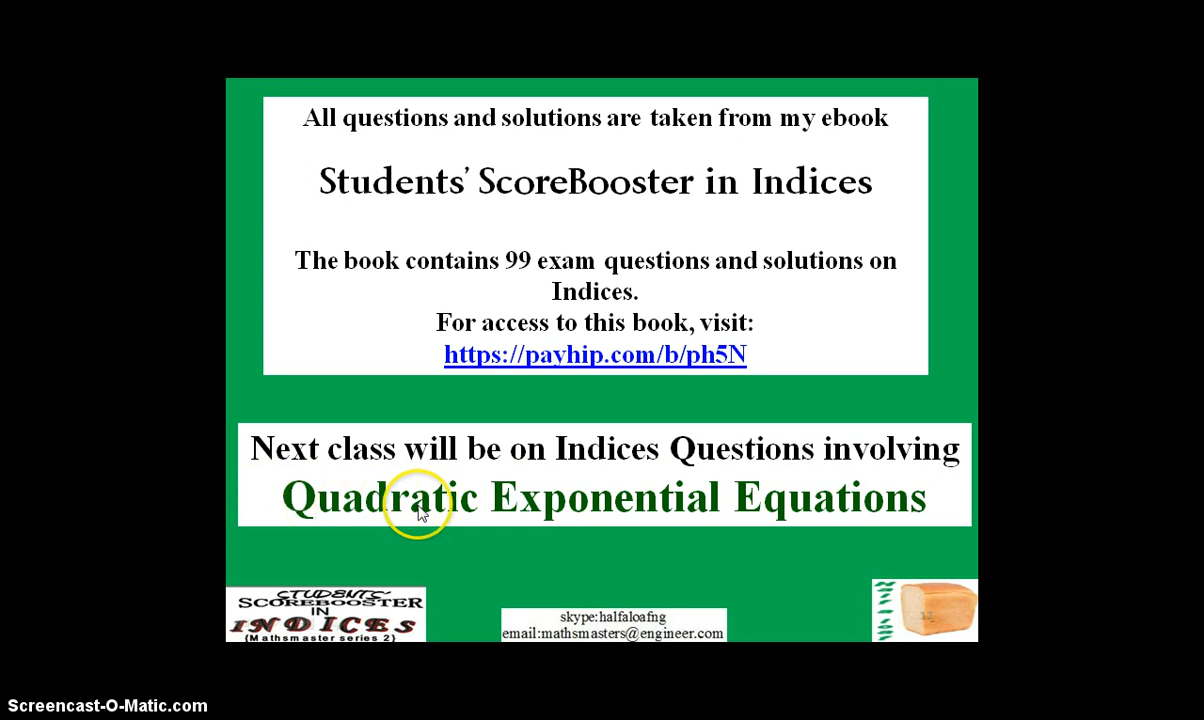 All questions and solutions are taken from my ebook
Students' ScoreBooster in Indices
The book contains 99 exam questions and solutions on
Indices.
For access to this book, visit:
https://payhip.com/b/ph5N
Next class will be on Indices Questions involving
Quadratic Exponential Equations
STUDENTS'
SCOREBOOSTER
IN
INDICES
{Mathsmaster series 2}
skype:halfaloafng
email:mathsmasters@engineer.com
Screencast-O-Matic.com